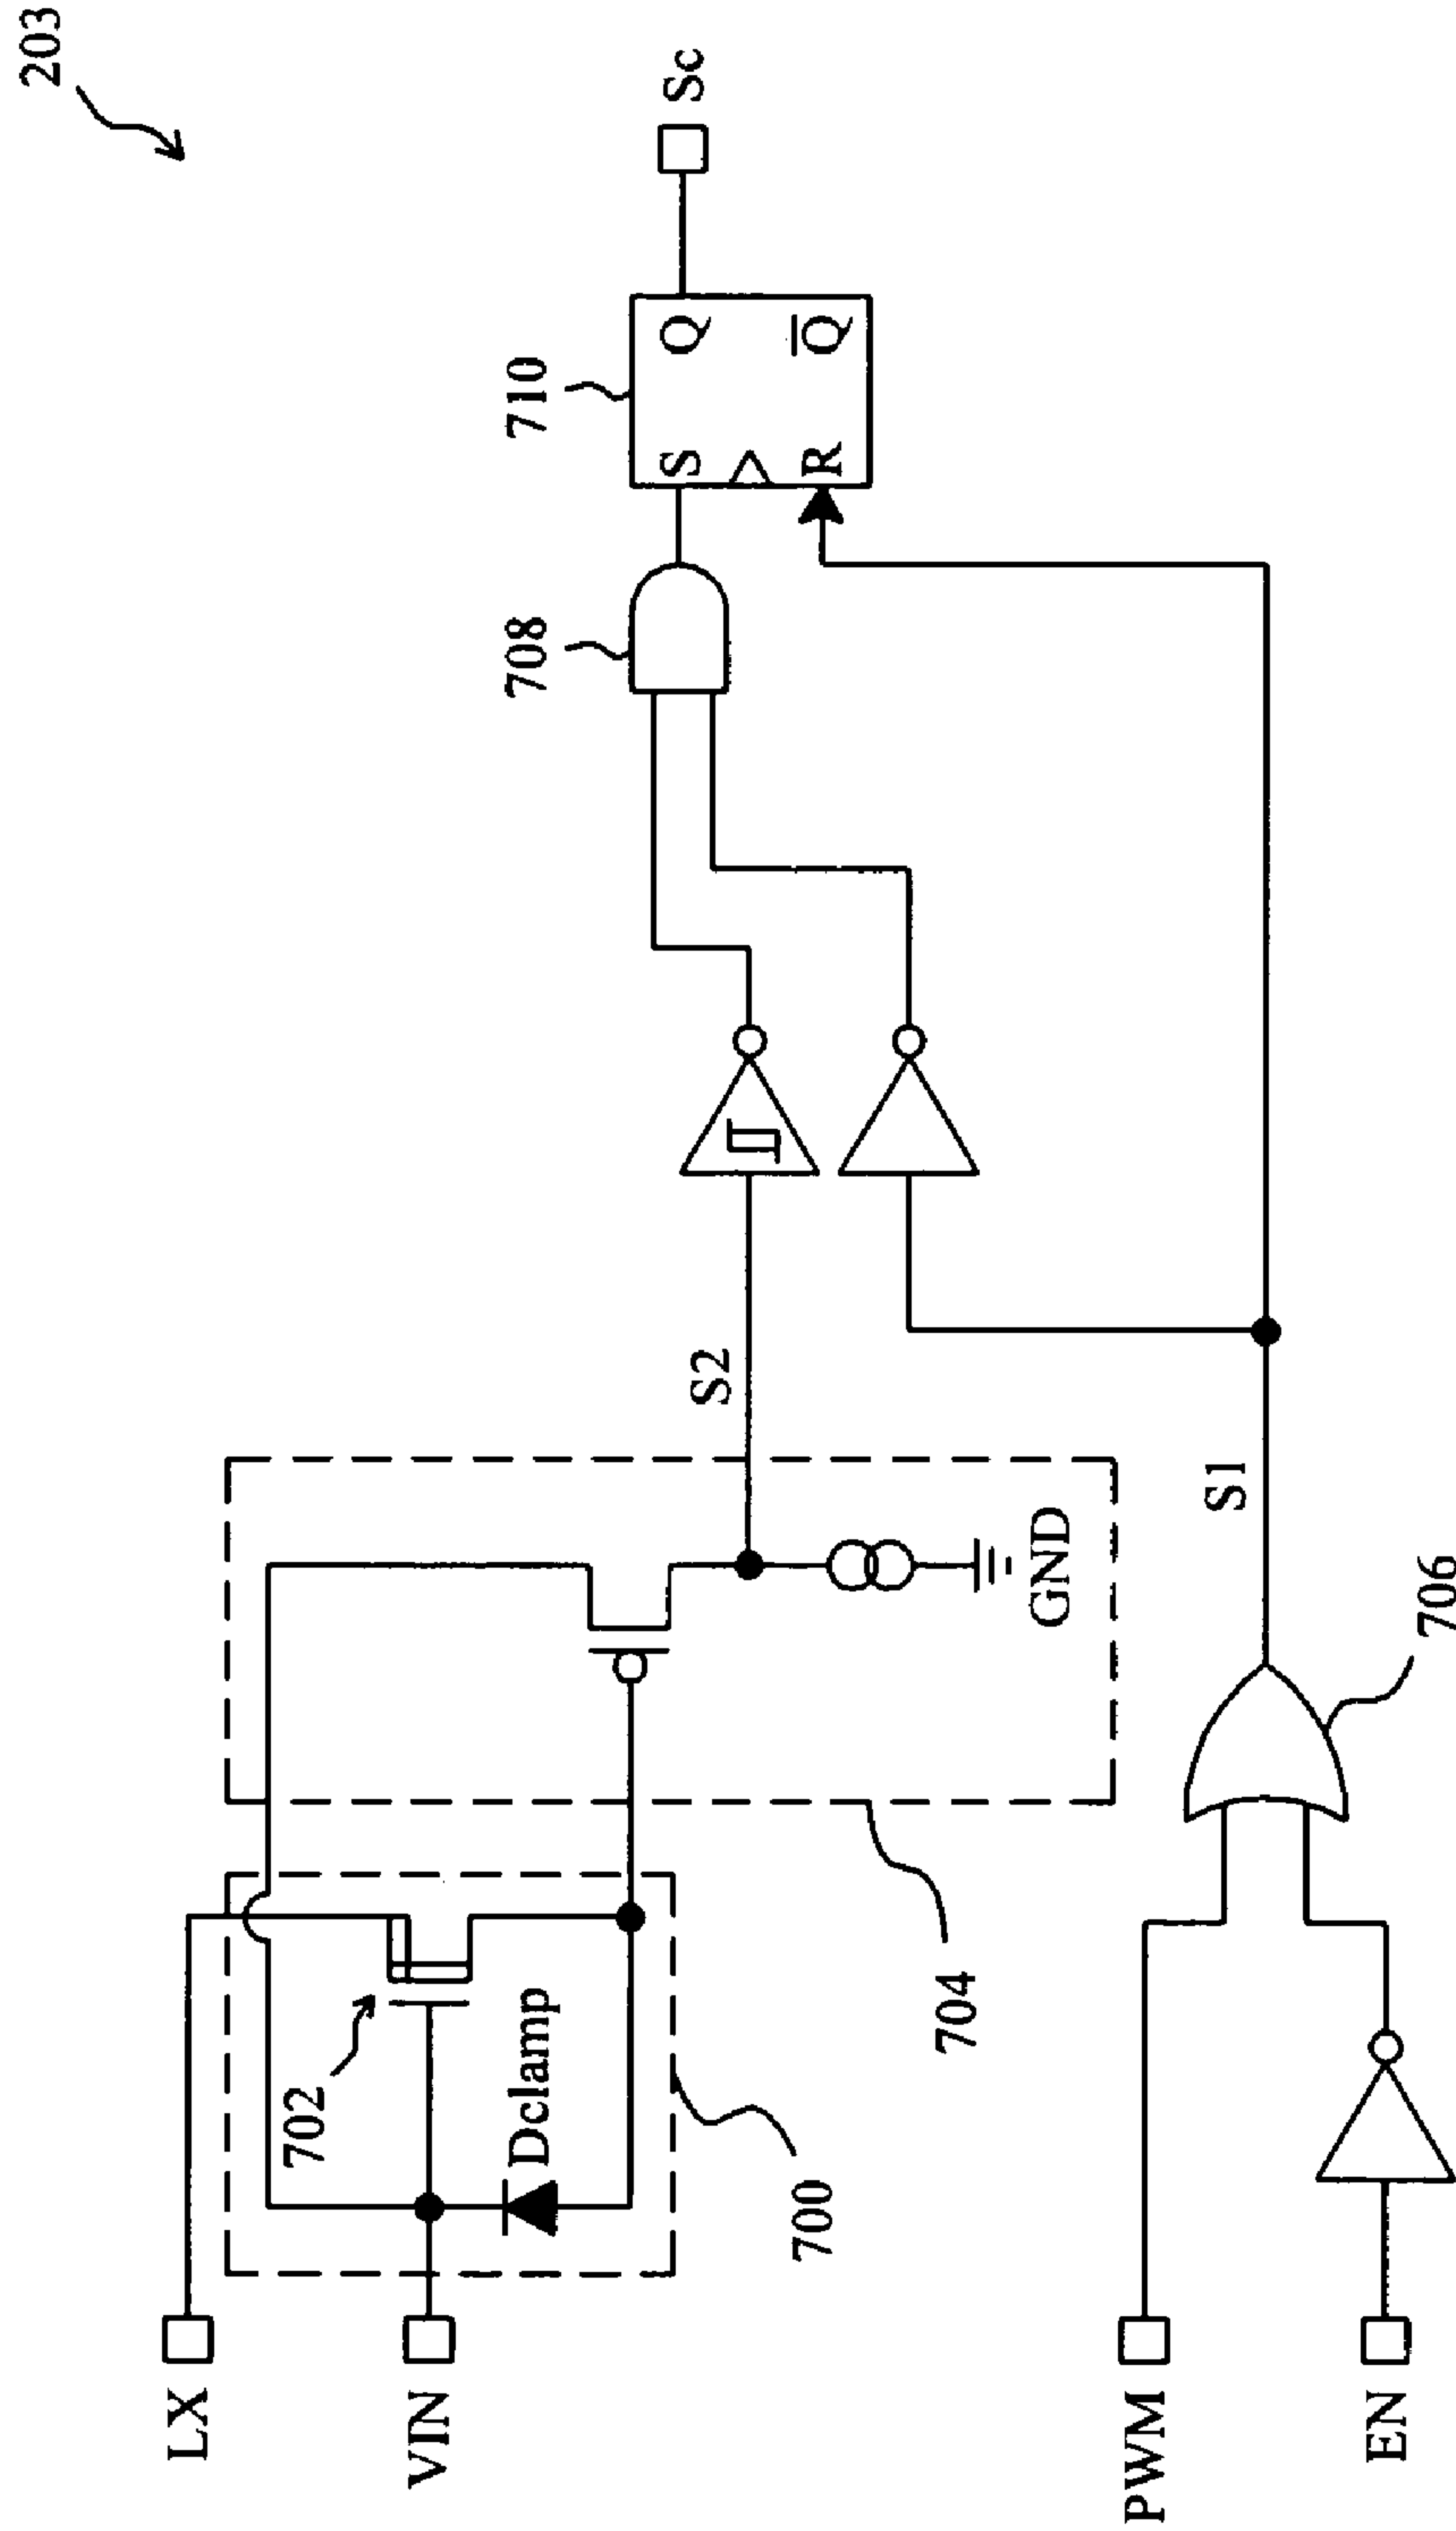 203
LX
VIN
PWM
EN
702
Dclamp
700
704
GND
706
S2
S1
708
710
S
R
Q
Q̅
Sc